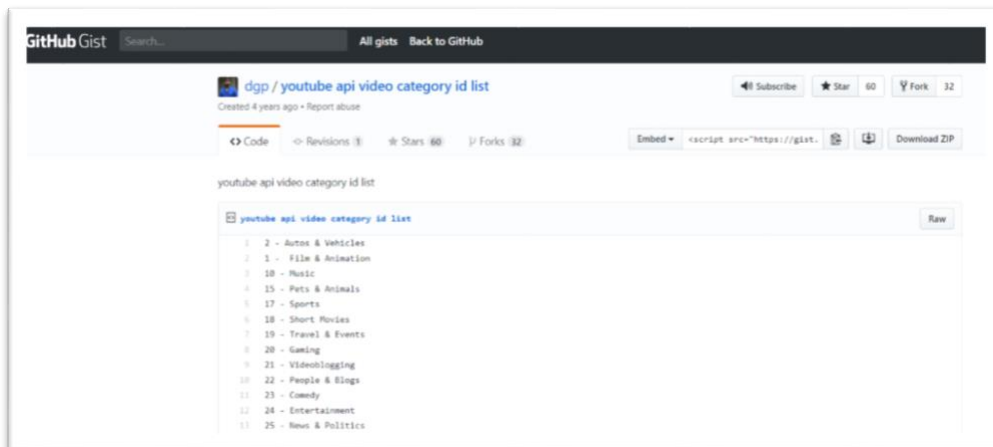 GitHub Gist Search... All gists Back to GitHub
dgp / youtube api video category id list
Subscribe Star 60 Fork 32
Created 4 years ago • Report abuse
Code Revisions 1 Stars 60 Forks 32
Embed <script src="https://gist. Download ZIP
youtube api video category id list
youtube api video category id list Raw
1 2 - Autos & Vehicles
2 1 - Film & Animation
3 10 - Music
4 15 - Pets & Animals
5 17 - Sports
6 18 - Short Movies
7 19 - Travel & Events
8 20 - Gaming
9 21 - Videoblogging
10 22 - People & Blogs
11 23 - Comedy
12 24 - Entertainment
13 25 - News & Politics